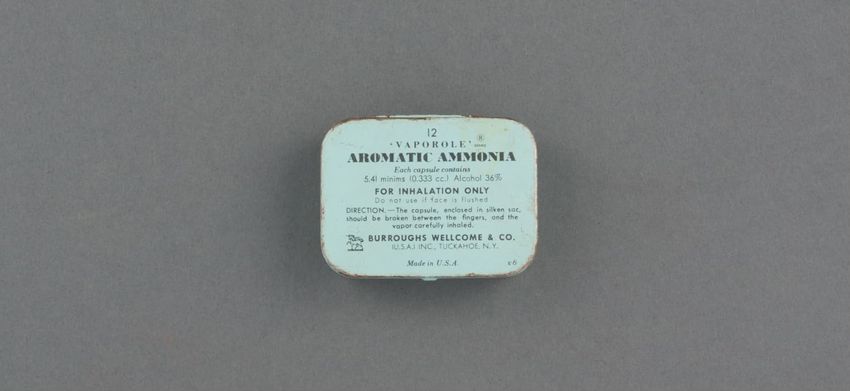 12
'VAPOROLE' ®
AROMATIC AMMONIA
Each capsule contains
5.41 minims (0.333 cc.) Alcohol 36%
FOR INHALATION ONLY
Do not use if face is flushed
DIRECTION.—The capsule, enclosed in silken sac,
should be broken between the fingers, and the
vapor carefully inhaled.
BURROUGHS WELLCOME & CO.
(U.S.A.) INC., TUCKAHOE, N.Y.
Made in U.S.A.